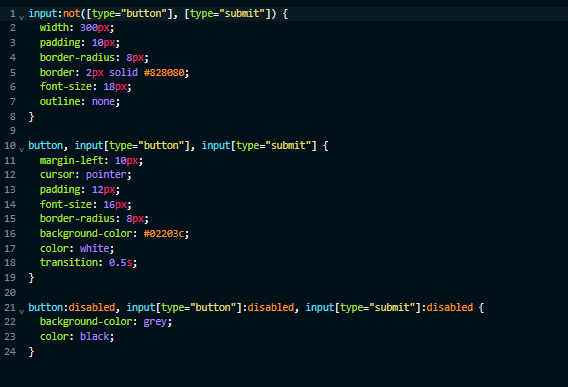 1 input:not([type="button"], [type="submit"]) {
2 width: 300px;
3 padding: 10px;
4 border-radius: 8px;
5 border: 2px solid #828080;
6 font-size: 18px;
7 outline: none;
8 }
9
10 button, input[type="button"], input[type="submit"] {
11 margin-left: 10px;
12 cursor: pointer;
13 padding: 12px;
14 font-size: 16px;
15 border-radius: 8px;
16 background-color: #02203c;
17 color: white;
18 transition: 0.5s;
19 }
20
21 button:disabled, input[type="button"]:disabled, input[type="submit"]:disabled {
22 background-color: grey;
23 color: black;
24 }